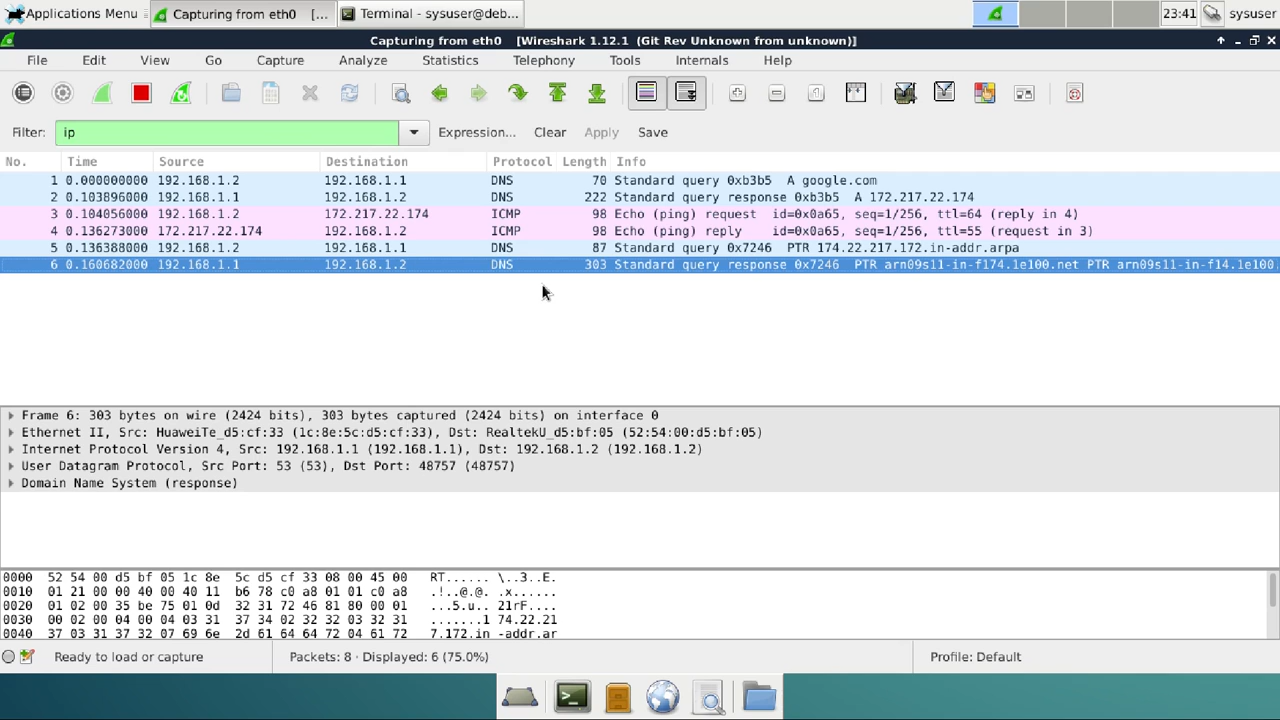 Applications Menu
Capturing from eth0 [...
Terminal - sysuser@deb...
23:41
sysuser
Capturing from eth0 [Wireshark 1.12.1 (Git Rev Unknown from unknown)]
File Edit View Go Capture Analyze Statistics Telephony Tools Internals Help
Filter: ip Expression... Clear Apply Save
No. Time Source Destination Protocol Length Info
1 0.000000000 192.168.1.2 192.168.1.1 DNS 70 Standard query 0xb3b5 A google.com
2 0.103896000 192.168.1.1 192.168.1.2 DNS 222 Standard query response 0xb3b5 A 172.217.22.174
3 0.104056000 192.168.1.2 172.217.22.174 ICMP 98 Echo (ping) request id=0x0a65, seq=1/256, ttl=64 (reply in 4)
4 0.136273000 172.217.22.174 192.168.1.2 ICMP 98 Echo (ping) reply id=0x0a65, seq=1/256, ttl=55 (request in 3)
5 0.136388000 192.168.1.2 192.168.1.1 DNS 87 Standard query 0x7246 PTR 174.22.217.172.in-addr.arpa
6 0.160682000 192.168.1.1 192.168.1.2 DNS 303 Standard query response 0x7246 PTR arn09s11-in-f174.1e100.net PTR arn09s11-in-f14.1e100.
Frame 6: 303 bytes on wire (2424 bits), 303 bytes captured (2424 bits) on interface 0
Ethernet II, Src: HuaweiTe_d5:cf:33 (1c:8e:5c:d5:cf:33), Dst: RealtekU_d5:bf:05 (52:54:00:d5:bf:05)
Internet Protocol Version 4, Src: 192.168.1.1 (192.168.1.1), Dst: 192.168.1.2 (192.168.1.2)
User Datagram Protocol, Src Port: 53 (53), Dst Port: 48757 (48757)
Domain Name System (response)
0000 52 54 00 d5 bf 05 1c 8e 5c d5 cf 33 08 00 45 00 RT...... \..3..E.
0010 01 21 00 00 40 00 40 11 b6 78 c0 a8 01 01 c0 a8 .!..@.@. .x......
0020 01 02 00 35 be 75 01 0d 32 31 72 46 81 80 00 01 ...5.u.. 21rF....
0030 00 02 00 04 00 04 03 31 37 34 02 32 32 03 32 31 .......1 74.22.21
0040 37 03 31 37 32 07 69 6e 2d 61 64 64 72 04 61 72 7.172.in -addr.ar
Ready to load or capture Packets: 8 · Displayed: 6 (75.0%) Profile: Default